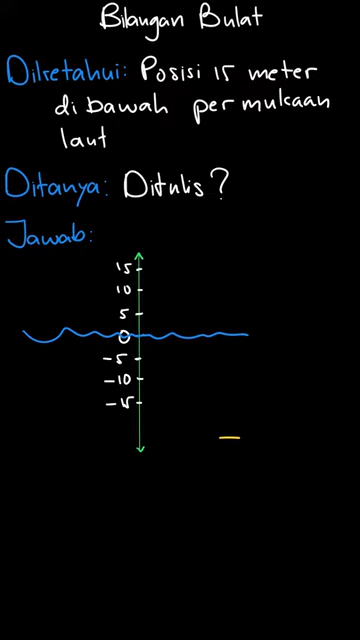 Bilangan Bulat
Diketahui: Posisi 15 meter
di bawah permukaan
laut
Ditanya: Ditulis?
Jawab:
15
10
5
0
-5
-10
-15